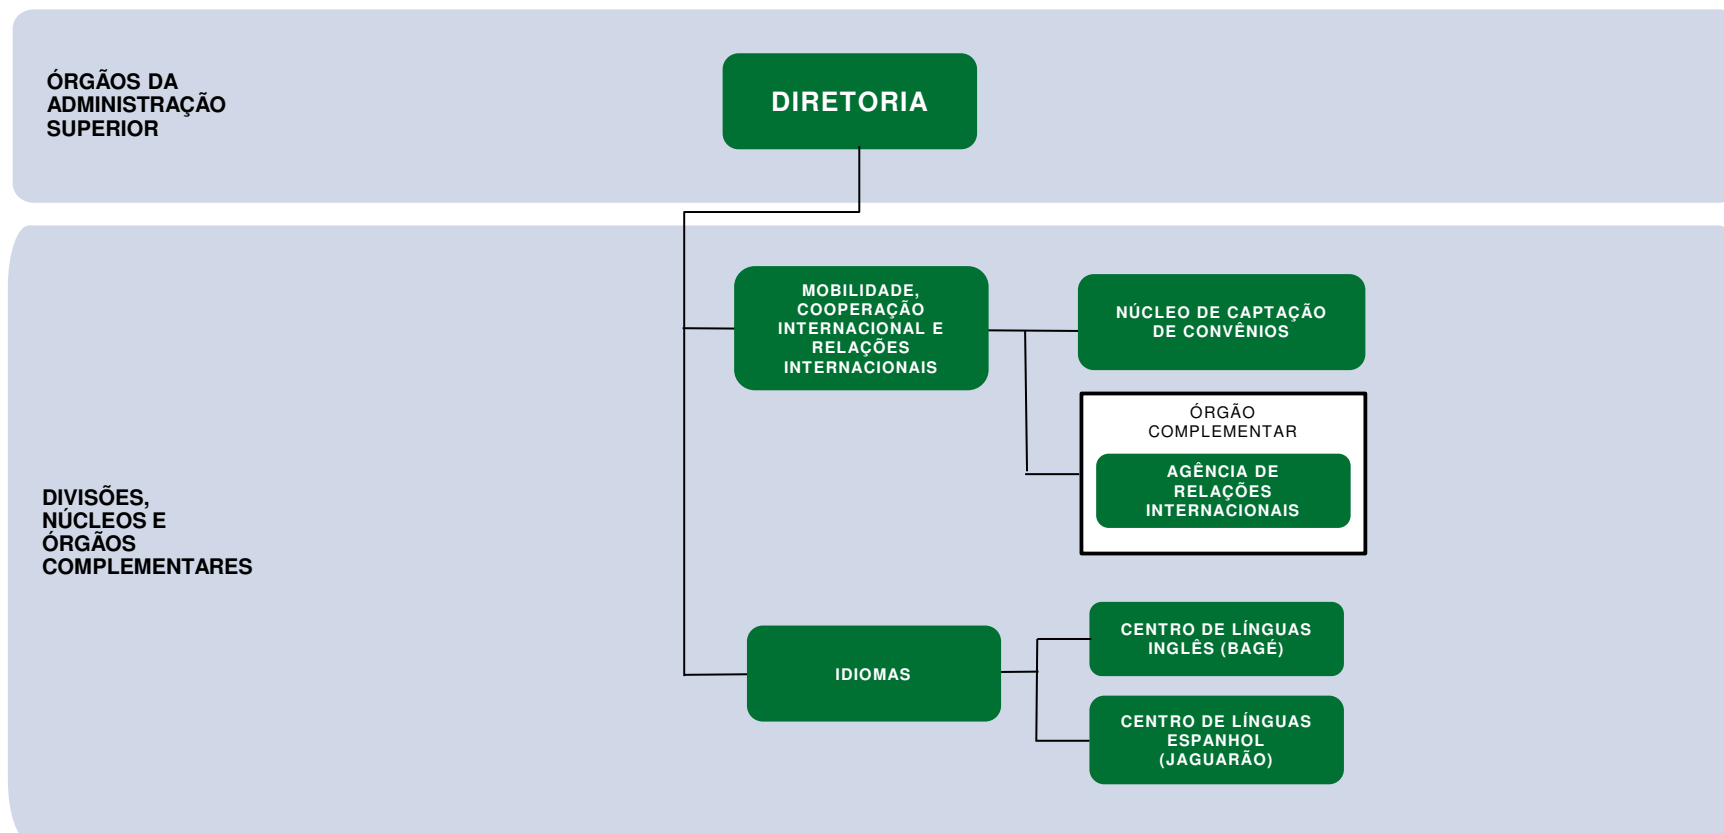 ÓRGÃOS DA
ADMINISTRAÇÃO
SUPERIOR
DIRETORIA
MOBILIDADE,
COOPERAÇÃO
INTERNACIONAL E
RELAÇÕES
INTERNACIONAIS
NÚCLEO DE CAPTAÇÃO
DE CONVÊNIOS
ÓRGÃO
COMPLEMENTAR
AGÊNCIA DE
RELAÇÕES
INTERNACIONAIS
DIVISÕES,
NÚCLEOS E
ÓRGÃOS
COMPLEMENTARES
IDIOMAS
CENTRO DE LÍNGUAS
INGLÊS (BAGÉ)
CENTRO DE LÍNGUAS
ESPANHOL
(JAGUARÃO)